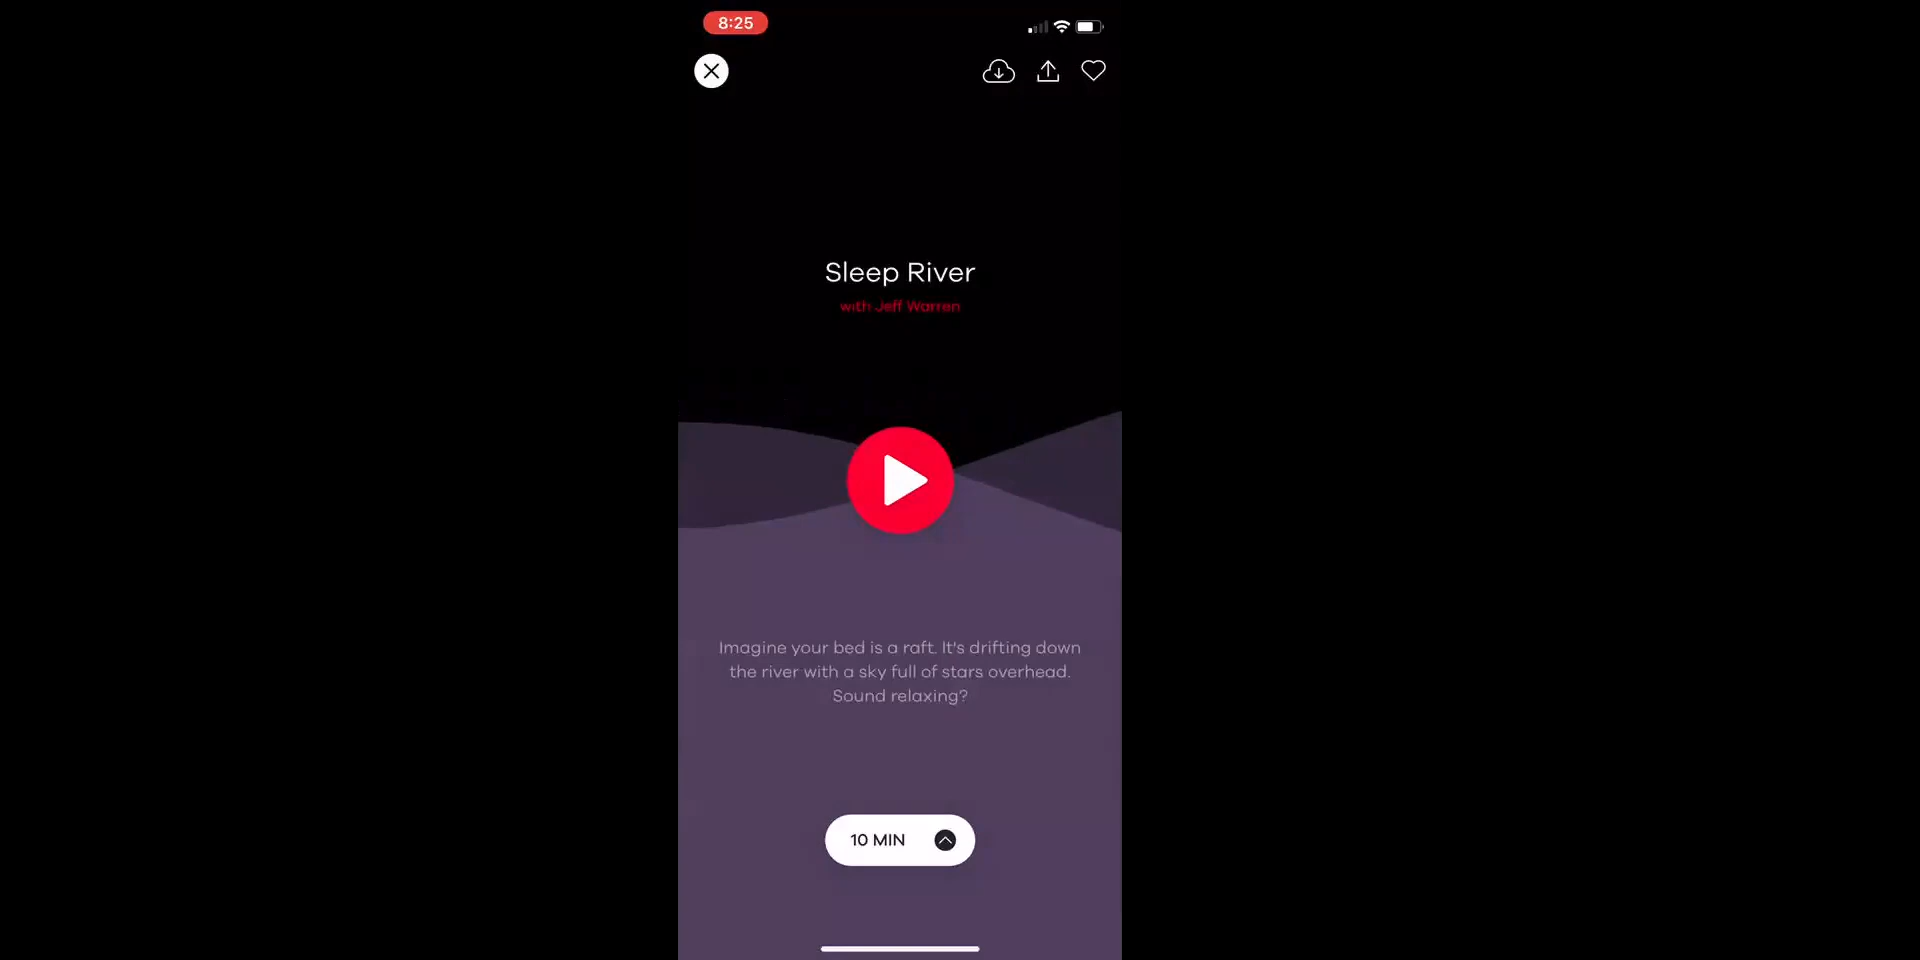 8:25
Sleep River
with Jeff Warren
Imagine your bed is a raft. It's drifting down
the river with a sky full of stars overhead.
Sound relaxing?
10 MIN